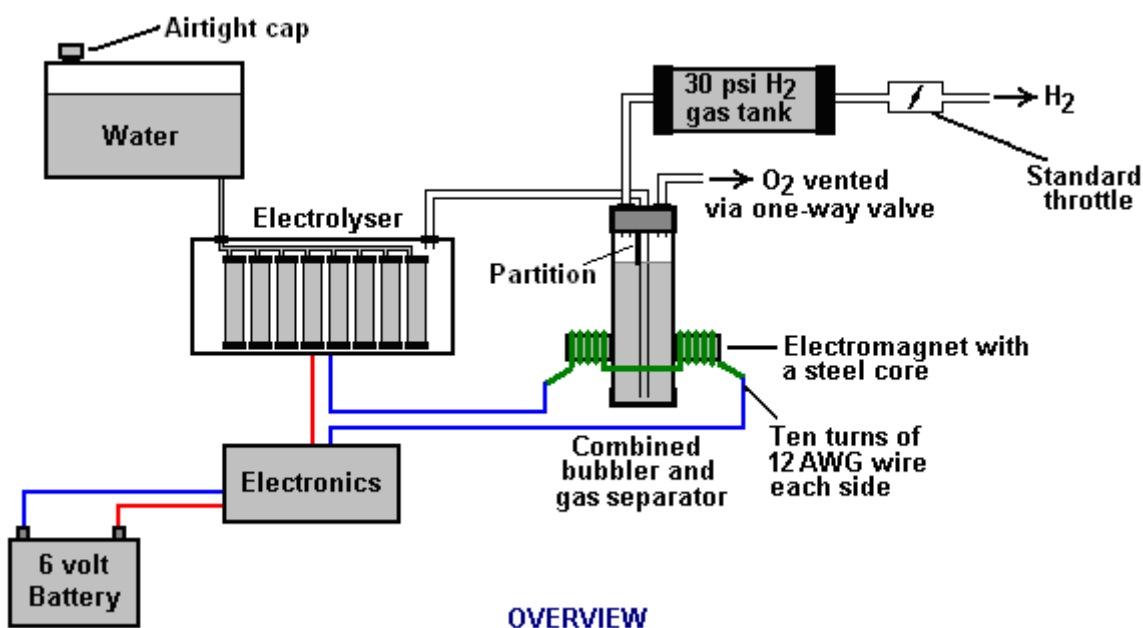 Airtight cap
Water
30 psi H2
gas tank
H2
Standard
throttle
O2 vented
via one-way valve
Electrolyser
Partition
Electromagnet with
a steel core
Combined
bubbler and
gas separator
Ten turns of
12 AWG wire
each side
Electronics
6 volt
Battery
OVERVIEW